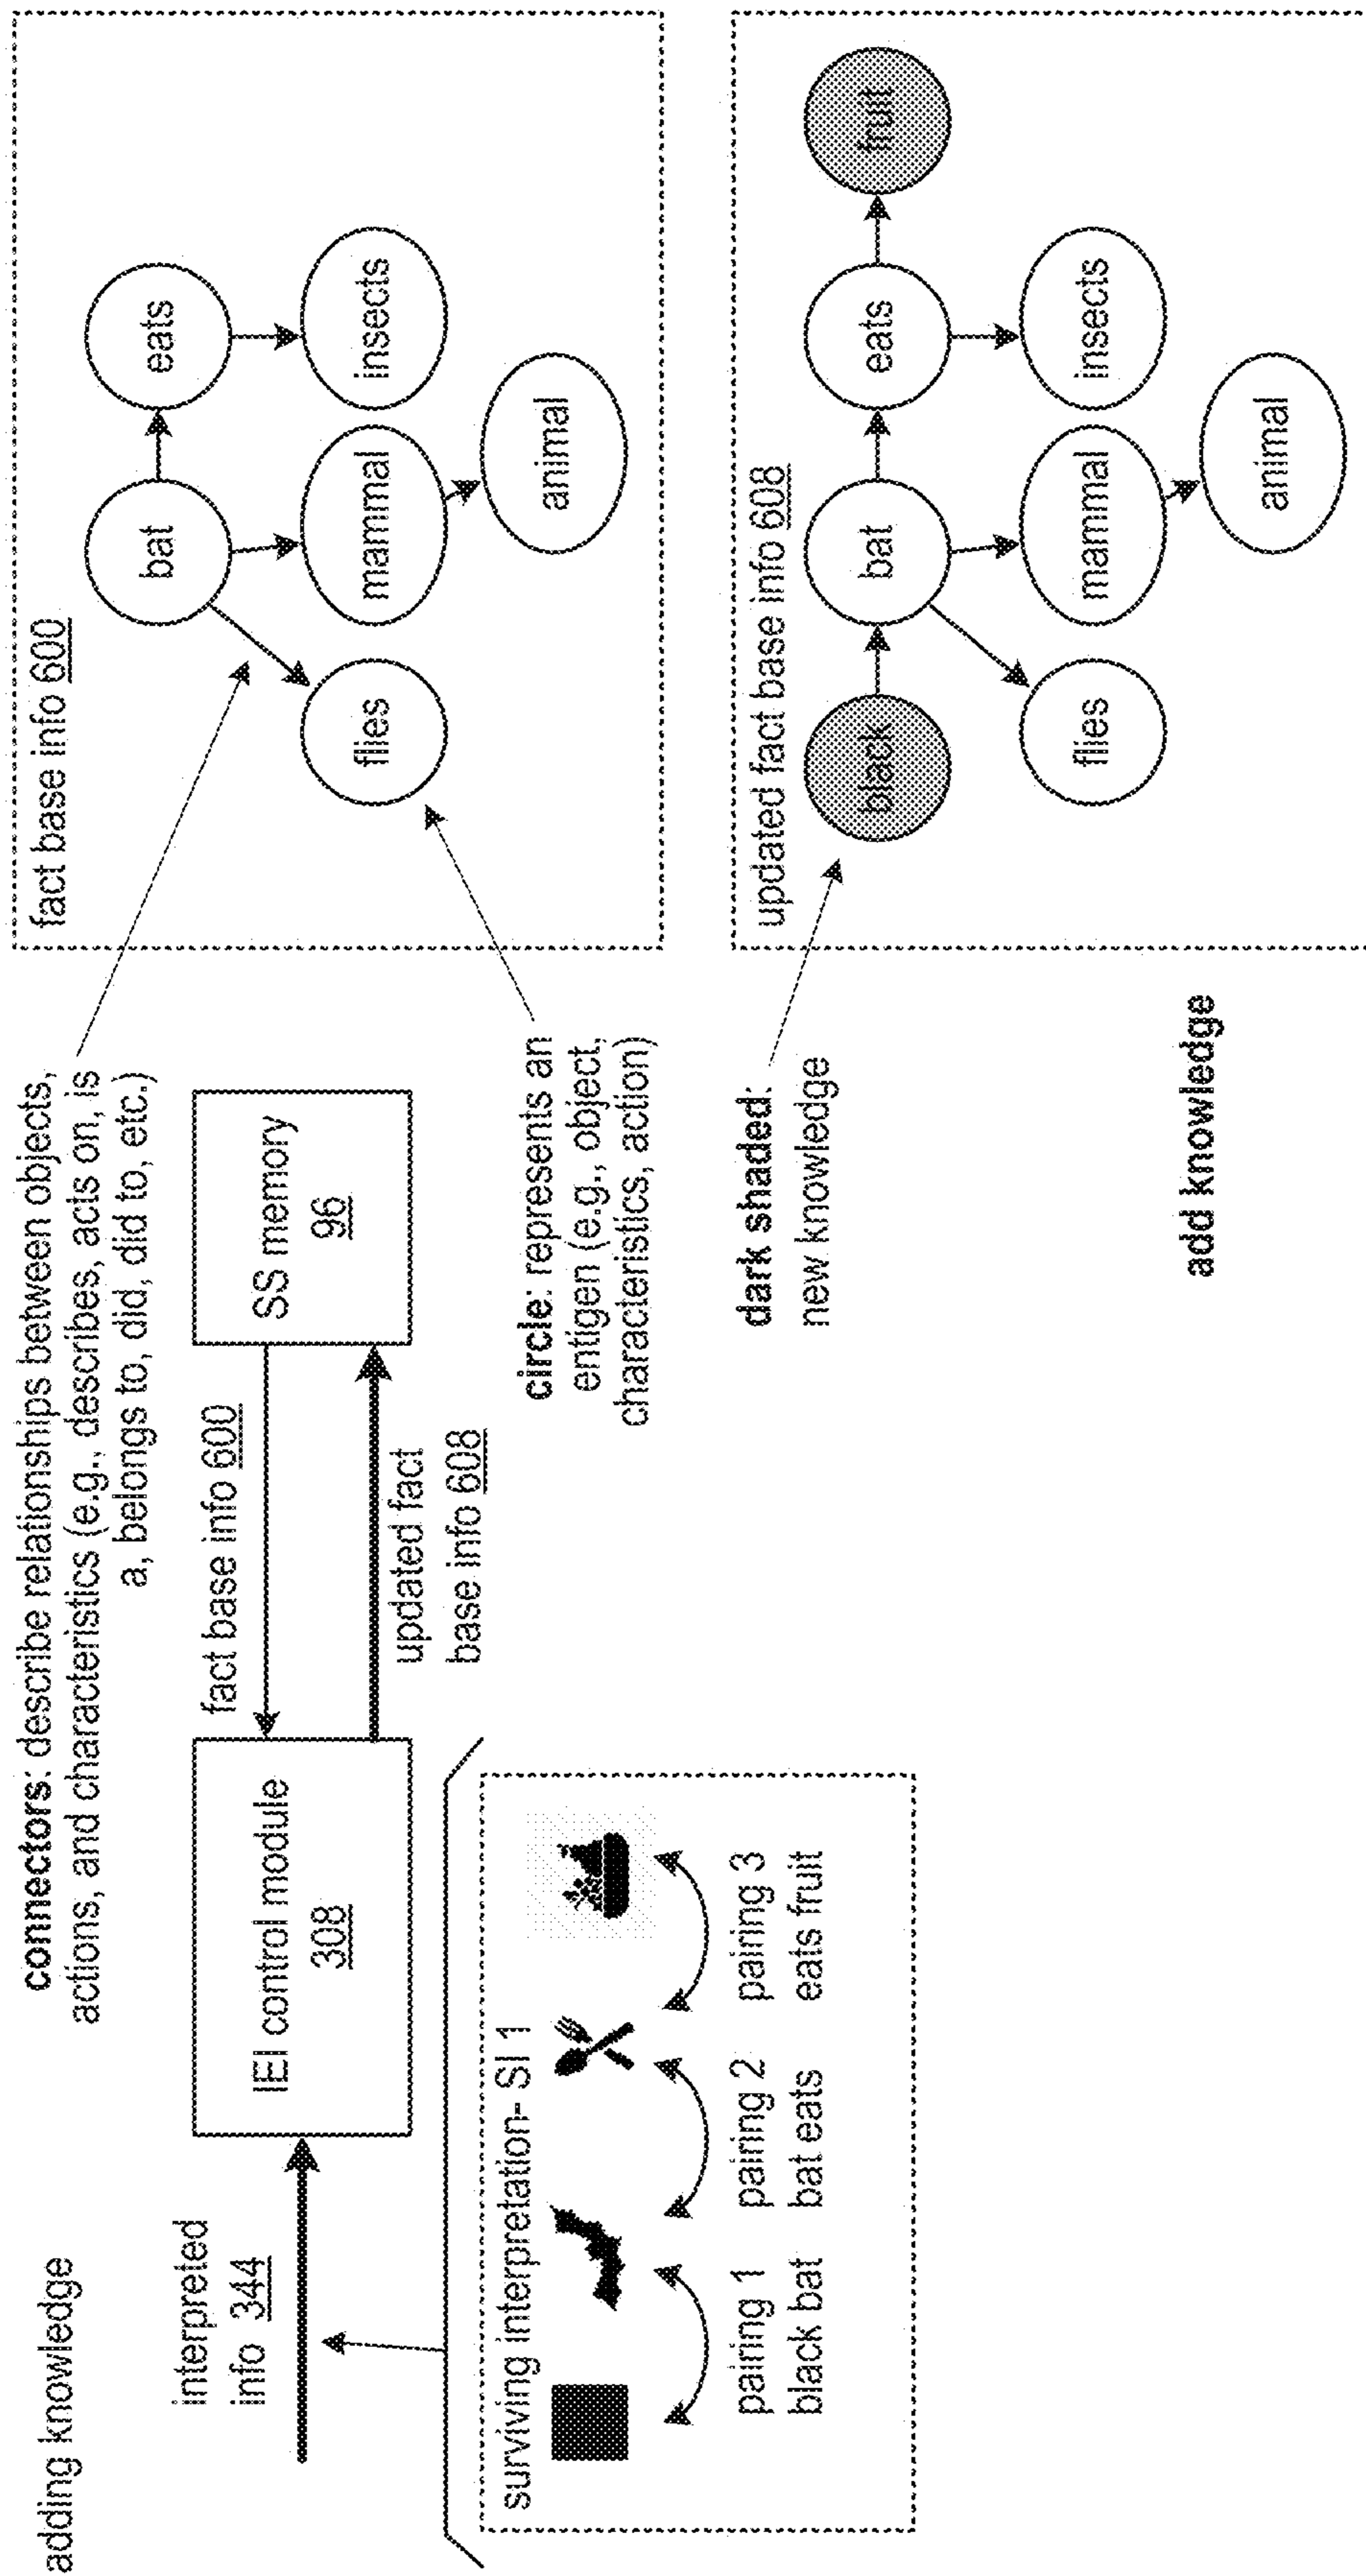 adding knowledge
connectors: describe relationships between objects,
actions, and characteristics (e.g., describes, acts on, is
a, belongs to, did, did to, etc.)
interpreted
info 344
IEI control module
308
fact base info 600
updated fact
base info 608
SS memory
96
surviving interpretation- SI 1
pairing 1
black bat
pairing 2
bat eats
pairing 3
eats fruit
circle: represents an
entigen (e.g., object,
characteristics, action)
dark shaded:
new knowledge
add knowledge
fact base info 600
bat
eats
flies
mammal
insects
animal
updated fact base info 608
black
bat
eats
fruit
flies
mammal
insects
animal